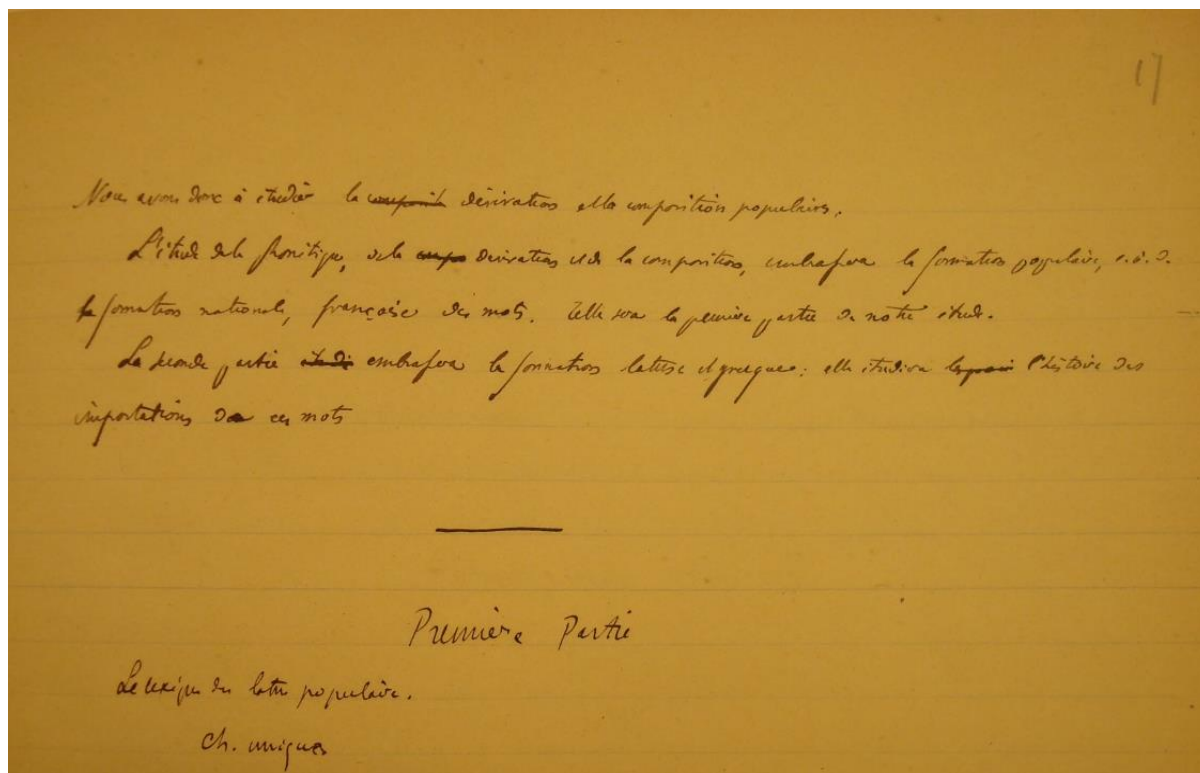 17
Nous avons donc à étudier la dérivation et la composition populaires.
L'étude de la phonétique, de la dérivation et de la composition, embrassera la formation populaire, c.à.d.
la formation nationale, française des mots. Telle sera la première partie de notre étude.
La seconde partie embrassera la formation latine et grecque; elle étudiera l'histoire des
importations de ces mots
Première Partie
Lexique du latin populaire.
Ch. unique